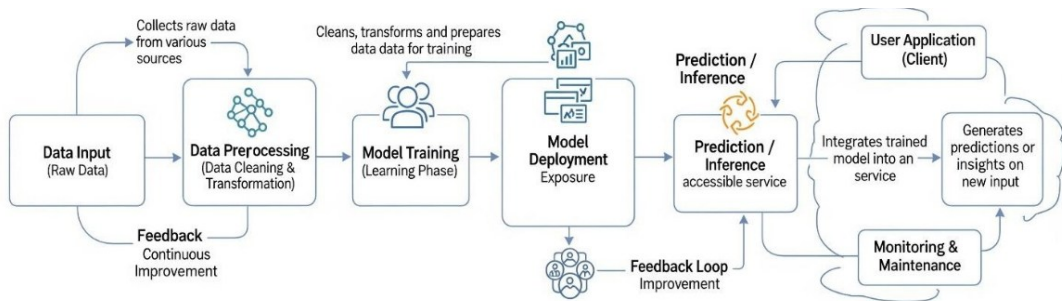 Collects raw data
from various
sources
Cleans, transforms and prepares
data data for training
Prediction /
Inference
User Application
(Client)
Data Input
(Raw Data)
Data Prerocessing
(Data Cleaning &
Transformation)
Model Training
(Learning Phase)
Model
Deployment
Exposure
Prediction /
Inference
accessible service
Integrates trained
model into an
service
Generates
predictions or
insights on
new input
Feedback
Continuous
Improvement
Feedback Loop
Improvement
Monitoring &
Maintenance